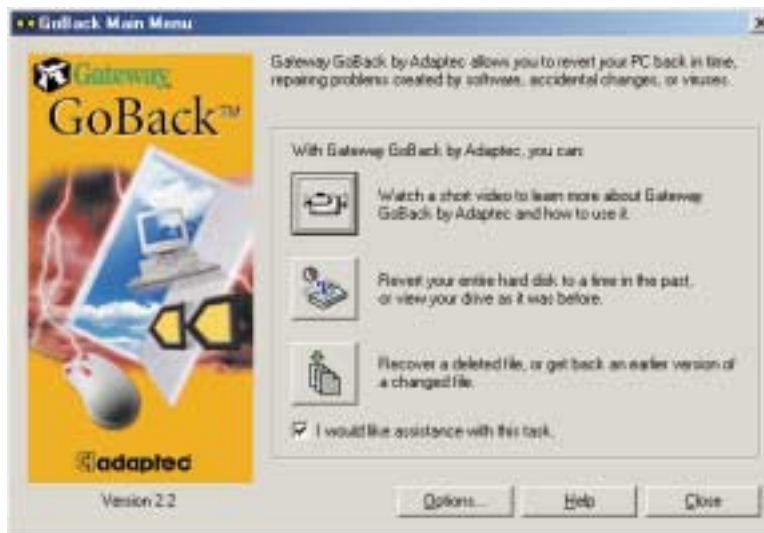 GoBack Main Menu
Gateway
GoBack™
adaptec
Version 2.2
Gateway GoBack by Adaptec allows you to revert your PC back in time,
repairing problems created by software, accidental changes, or viruses.
With Gateway GoBack by Adaptec, you can:
Watch a short video to learn more about Gateway
GoBack by Adaptec and how to use it.
Revert your entire hard disk to a time in the past,
or view your drive as it was before.
Recover a deleted file, or get back an earlier version of
a changed file.
I would like assistance with this task.
Options...
Help
Close